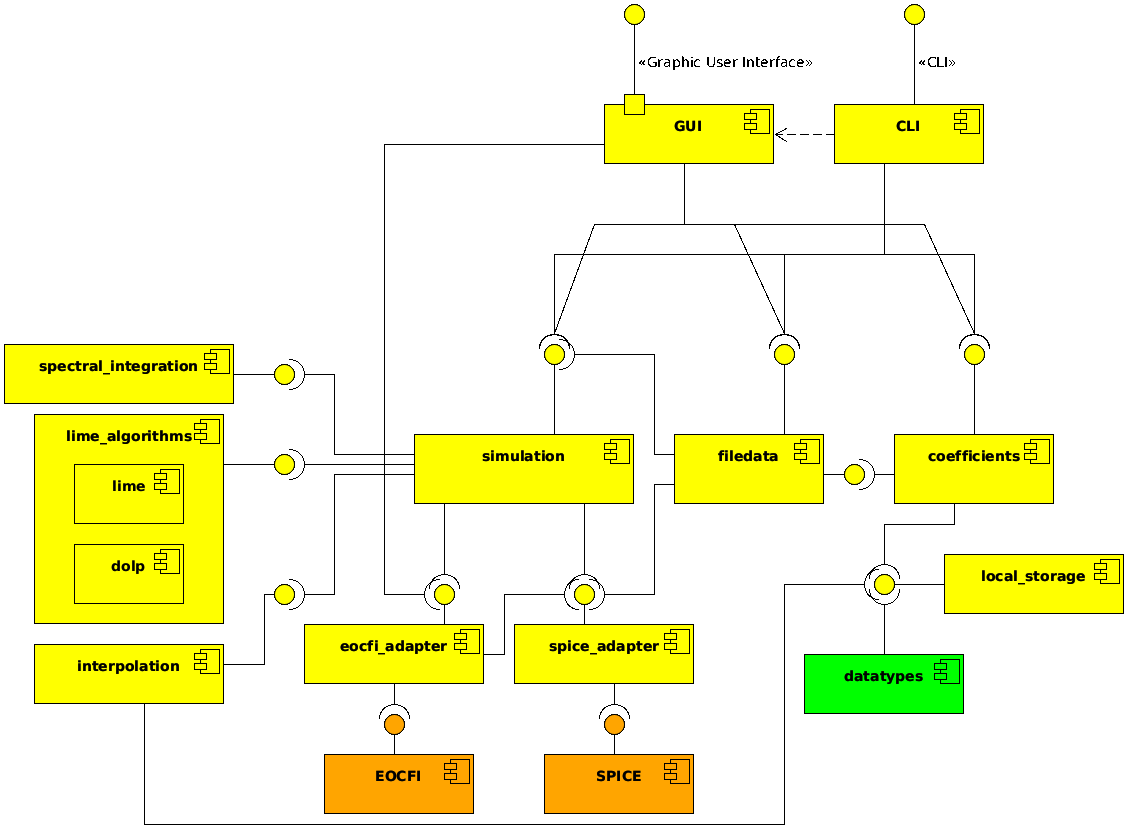 «Graphic User Interface»
«CLI»
GUI
CLI
spectral_integration
lime_algorithms
lime
dolp
simulation
filedata
coefficients
local_storage
eocfi_adapter
spice_adapter
interpolation
datatypes
EOCFI
SPICE